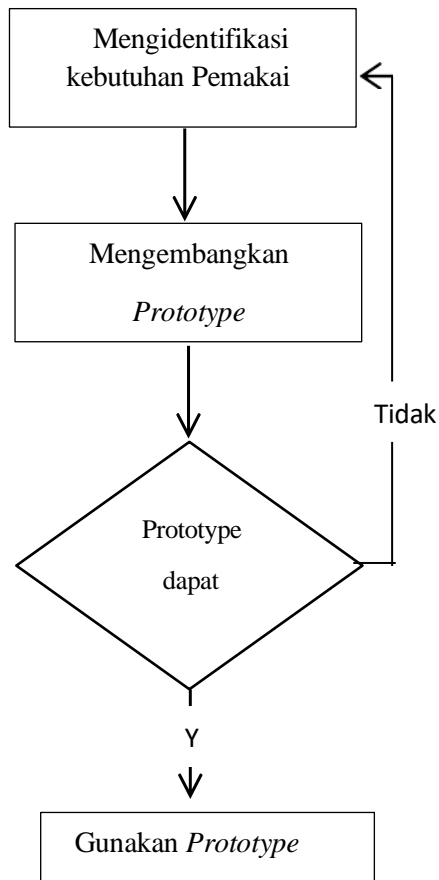 Mengidentifikasi
kebutuhan Pemakai
Mengembangkan
Prototype
Tidak
Prototype
dapat
Y
Gunakan Prototype